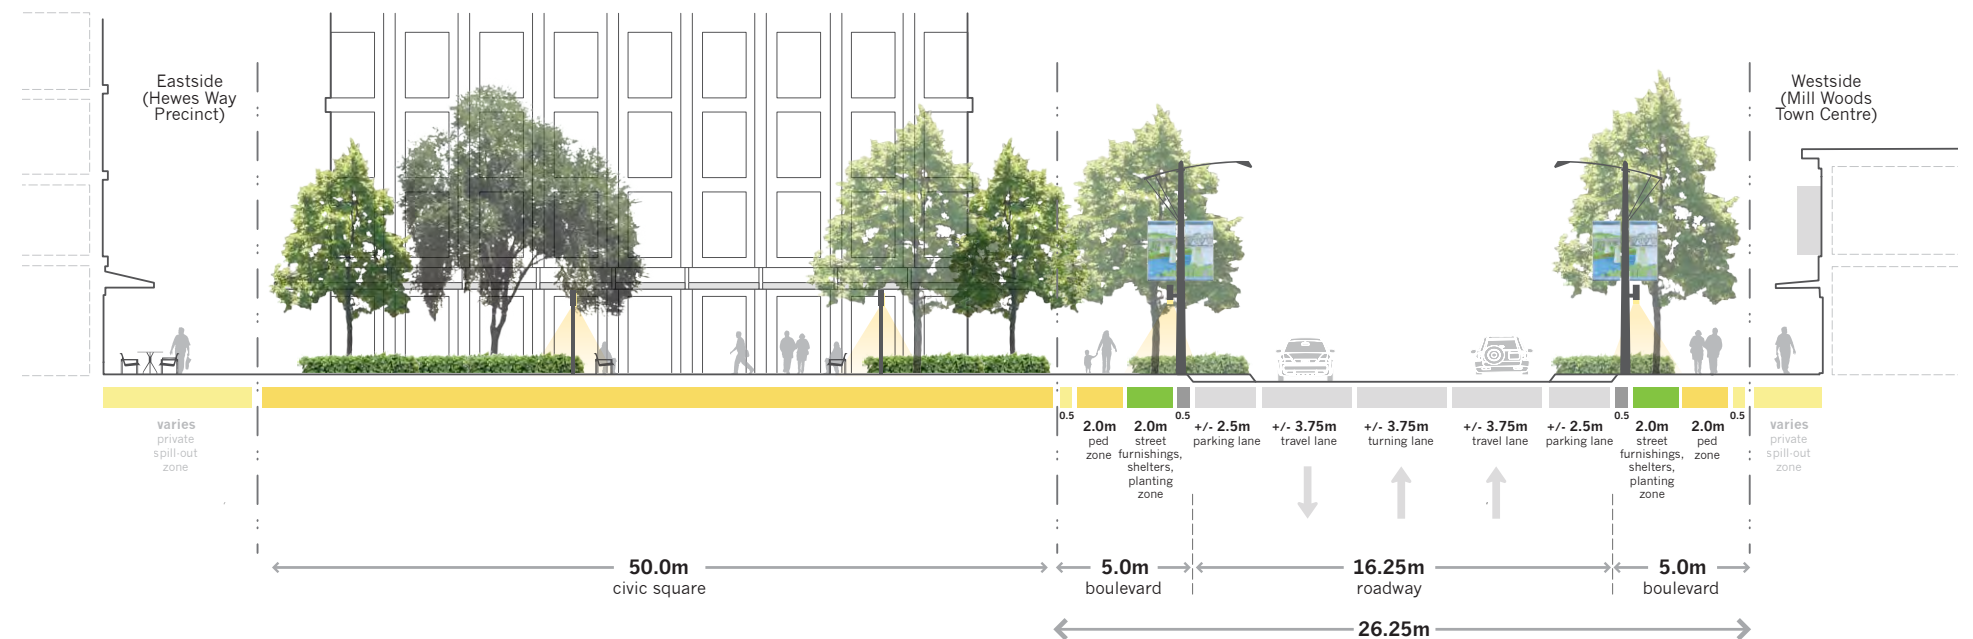 Eastside
(Hewes Way
Precinct)
Westside
(Mill Woods
Town Centre)
varies
private
spill-out
zone
0.5
2.0m
ped
zone
2.0m
street
furnishings,
shelters,
planting
zone
0.5
+/- 2.5m
parking lane
+/- 3.75m
travel lane
+/- 3.75m
turning lane
+/- 3.75m
travel lane
+/- 2.5m
parking lane
0.5
2.0m
street
furnishings,
shelters,
planting
zone
2.0m
ped
zone
0.5
varies
private
spill-out
zone
50.0m
civic square
5.0m
boulevard
16.25m
roadway
5.0m
boulevard
26.25m